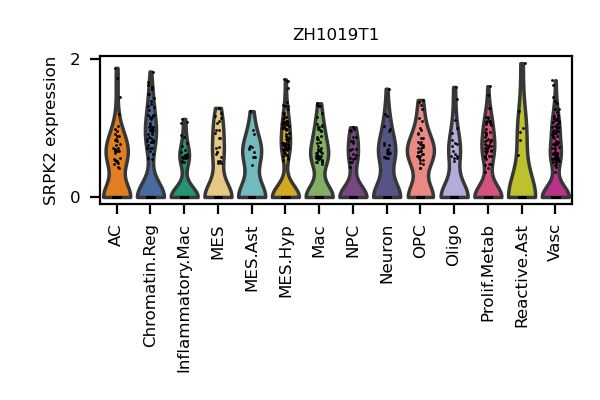 ZH1019T1
SRPK2 expression
2
0
AC
Chromatin.Reg
Inflammatory.Mac
MES
MES.Ast
MES.Hyp
Mac
NPC
Neuron
OPC
Oligo
Prolif.Metab
Reactive.Ast
Vasc